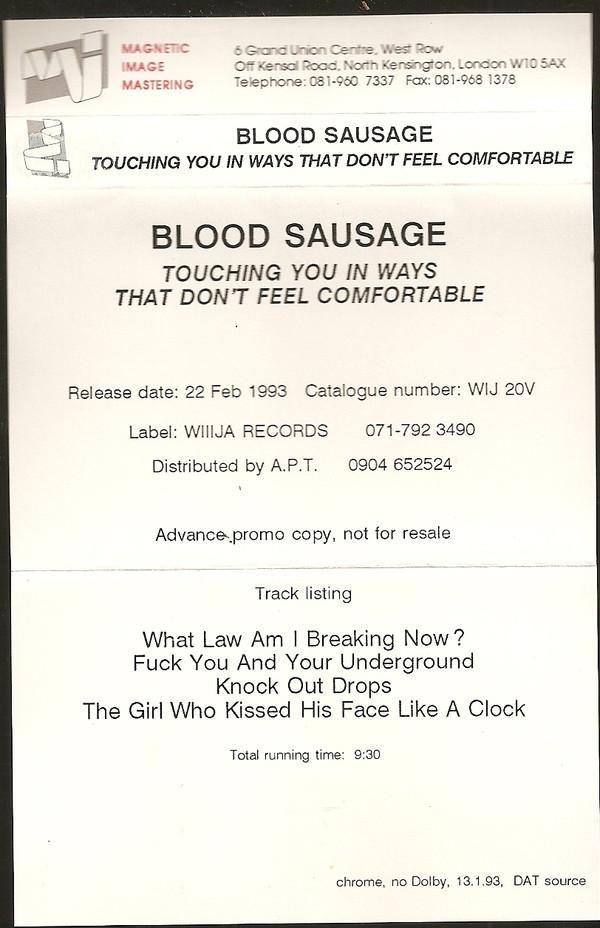 MAGNETIC
IMAGE
MASTERING
6 Grand Union Centre, West Row
Off Kensal Road, North Kensington, London W10 5AX
Telephone: 081-960 7337 Fax: 081-968 1378
BLOOD SAUSAGE
TOUCHING YOU IN WAYS THAT DON'T FEEL COMFORTABLE
BLOOD SAUSAGE
TOUCHING YOU IN WAYS
THAT DON'T FEEL COMFORTABLE
Release date: 22 Feb 1993 Catalogue number: WIJ 20V
Label: WIIIJA RECORDS 071-792 3490
Distributed by A.P.T. 0904 652524
Advance promo copy, not for resale
Track listing
What Law Am I Breaking Now?
Fuck You And Your Underground
Knock Out Drops
The Girl Who Kissed His Face Like A Clock
Total running time: 9:30
chrome, no Dolby, 13.1.93, DAT source